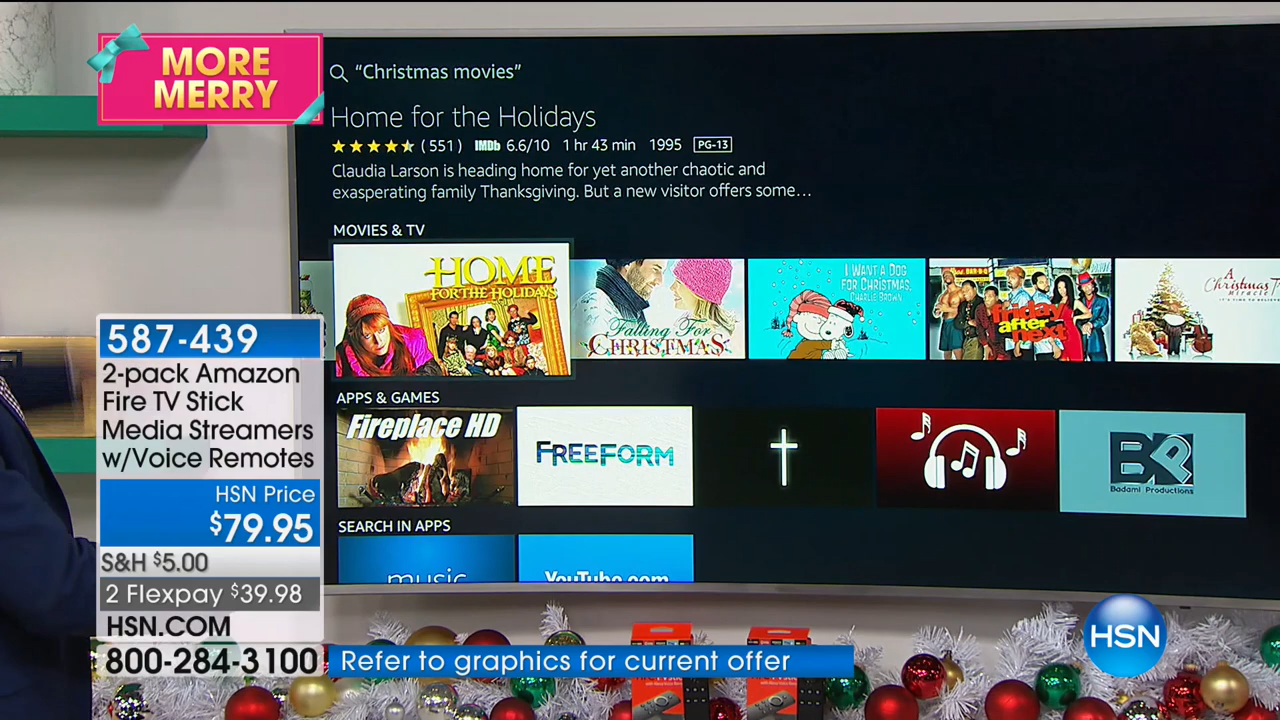 MORE
MERRY
"Christmas movies"
Home for the Holidays
(551) IMDb 6.6/10 1 hr 43 min 1995 PG-13
Claudia Larson is heading home for yet another chaotic and
exasperating family Thanksgiving. But a new visitor offers some...
MOVIES & TV
HOME
FOR THE HOLIDAYS
Falling For
CHRISTMAS
I WANT A DOG
FOR CHRISTMAS,
CHARLIE BROWN
friday
after
next
A
Christmas
APPS & GAMES
Fireplace HD
FREEFORM
BP
Badami Productions
SEARCH IN APPS
music
YouTube.com
587-439
2-pack Amazon
Fire TV Stick
Media Streamers
w/Voice Remotes
HSN Price
$79.95
S&H $5.00
2 Flexpay $39.98
HSN.COM
800-284-3100
Refer to graphics for current offer
HSN